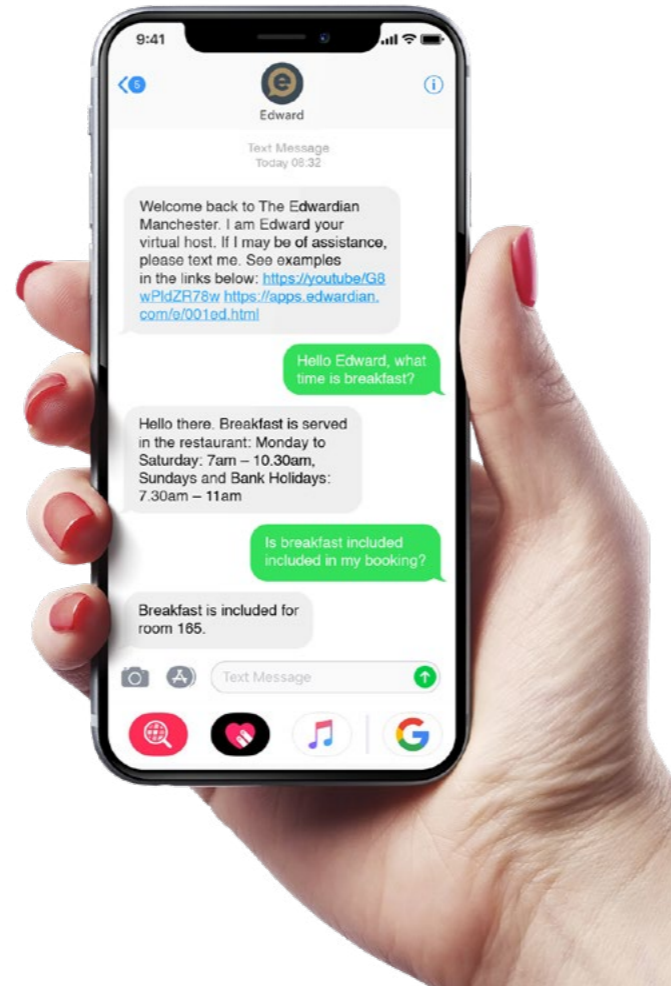 9:41
5
e
Edward
Text Message
Today 08:32
Welcome back to The Edwardian
Manchester. I am Edward your
virtual host. If I may be of assistance,
please text me. See examples
in the links below: https://youtube/G8
wPldZR78w https://apps.edwardian.
com/e/001ed.html
Hello Edward, what
time is breakfast?
Hello there. Breakfast is served
in the restaurant: Monday to
Saturday: 7am – 10.30am,
Sundays and Bank Holidays:
7.30am – 11am
Is breakfast included
included in my booking?
Breakfast is included for
room 165.
Text Message
G